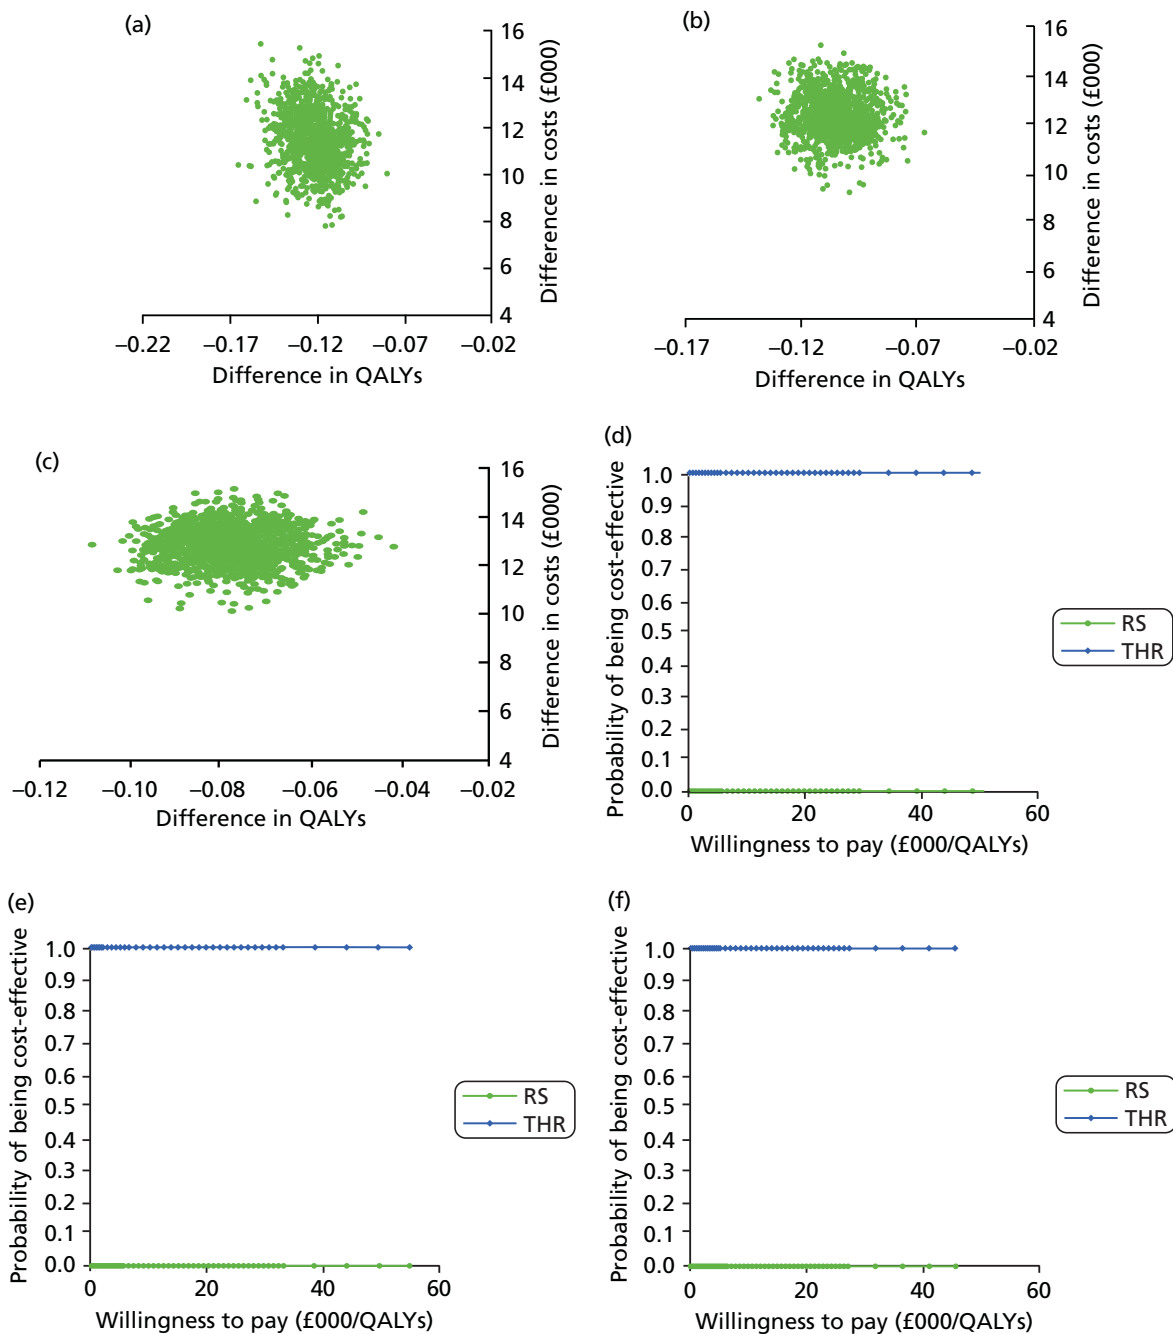 (a)
16
14
12
10
8
6
4
Difference in costs (£000)
−0.22 −0.17 −0.12 −0.07 −0.02
Difference in QALYs
(b)
16
14
12
10
8
6
4
Difference in costs (£000)
−0.17 −0.12 −0.07 −0.02
Difference in QALYs
(c)
16
14
12
10
8
6
4
Difference in costs (£000)
−0.12 −0.10 −0.08 −0.06 −0.04 −0.02
Difference in QALYs
(d)
Probability of being cost-effective
1.0
0.9
0.8
0.7
0.6
0.5
0.4
0.3
0.2
0.1
0.0
0 20 40 60
Willingness to pay (£000/QALYs)
RS
THR
(e)
Probability of being cost-effective
1.0
0.9
0.8
0.7
0.6
0.5
0.4
0.3
0.2
0.1
0.0
0 20 40 60
Willingness to pay (£000/QALYs)
RS
THR
(f)
Probability of being cost-effective
1.0
0.9
0.8
0.7
0.6
0.5
0.4
0.3
0.2
0.1
0.0
0 20 40 60
Willingness to pay (£000/QALYs)
RS
THR